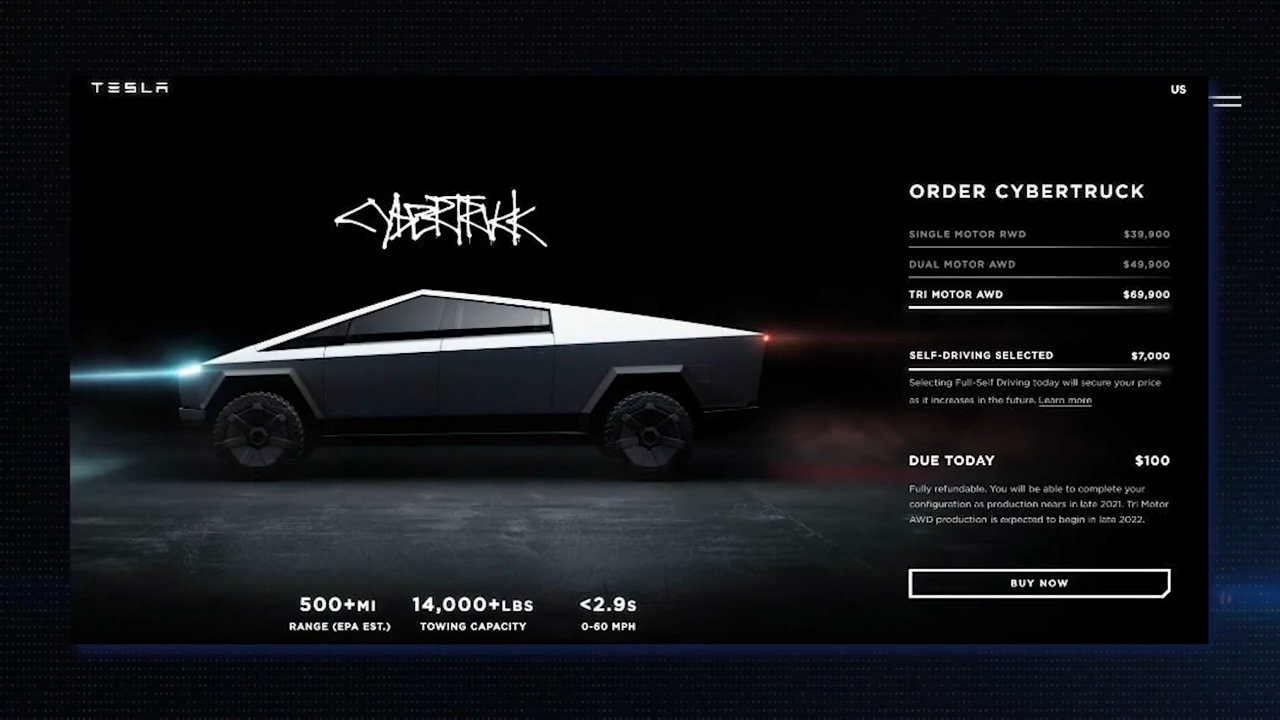 TESLA
US
CYBERTRUCK
ORDER CYBERTRUCK
SINGLE MOTOR RWD $39,900
DUAL MOTOR AWD $49,900
TRI MOTOR AWD $69,900
SELF-DRIVING SELECTED $7,000
Selecting Full-Self Driving today will secure your price
as it increases in the future. Learn more
DUE TODAY $100
Fully refundable. You will be able to complete your
configuration as production nears in late 2021. Tri Motor
AWD production is expected to begin in late 2022.
BUY NOW
500+MI 14,000+LBS <2.9S
RANGE (EPA EST.) TOWING CAPACITY 0-60 MPH